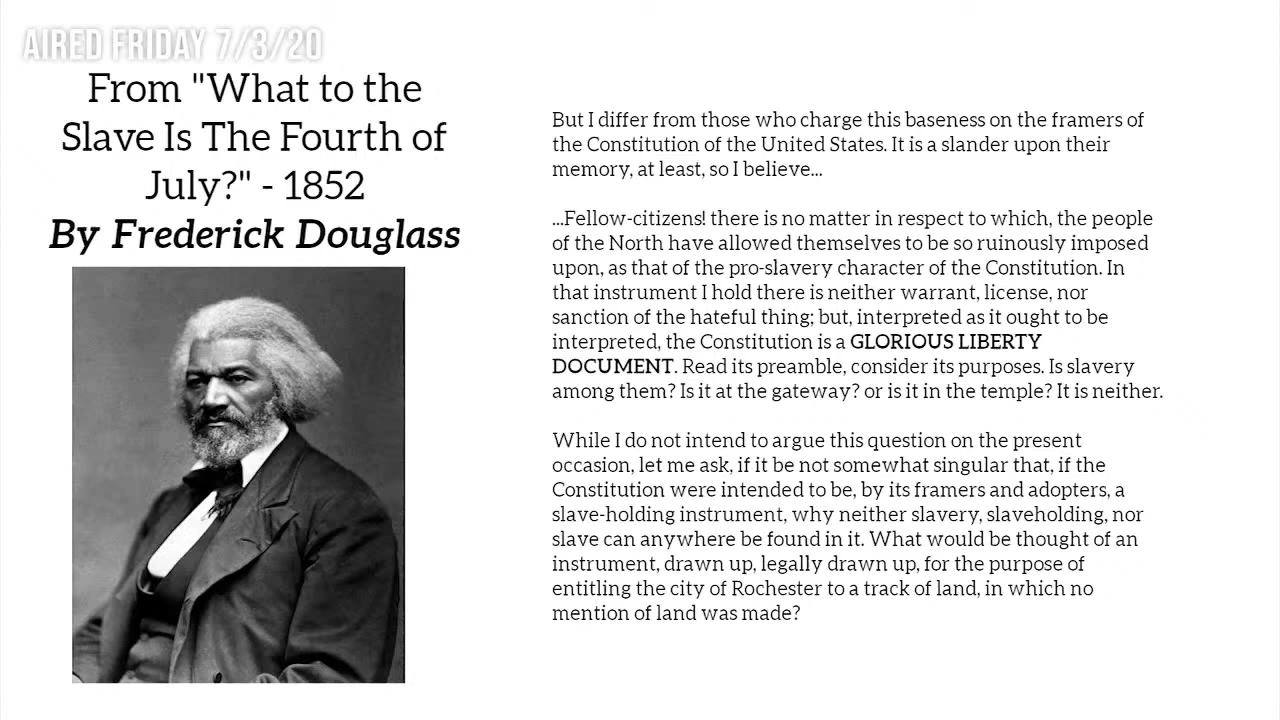 AIRED FRIDAY 7/3/20
From "What to the
Slave Is The Fourth of
July?" - 1852
By Frederick Douglass
But I differ from those who charge this baseness on the framers of
the Constitution of the United States. It is a slander upon their
memory, at least, so I believe...
...Fellow-citizens! there is no matter in respect to which, the people
of the North have allowed themselves to be so ruinously imposed
upon, as that of the pro-slavery character of the Constitution. In
that instrument I hold there is neither warrant, license, nor
sanction of the hateful thing; but, interpreted as it ought to be
interpreted, the Constitution is a GLORIOUS LIBERTY
DOCUMENT. Read its preamble, consider its purposes. Is slavery
among them? Is it at the gateway? or is it in the temple? It is neither.
While I do not intend to argue this question on the present
occasion, let me ask, if it be not somewhat singular that, if the
Constitution were intended to be, by its framers and adopters, a
slave-holding instrument, why neither slavery, slaveholding, nor
slave can anywhere be found in it. What would be thought of an
instrument, drawn up, legally drawn up, for the purpose of
entitling the city of Rochester to a track of land, in which no
mention of land was made?